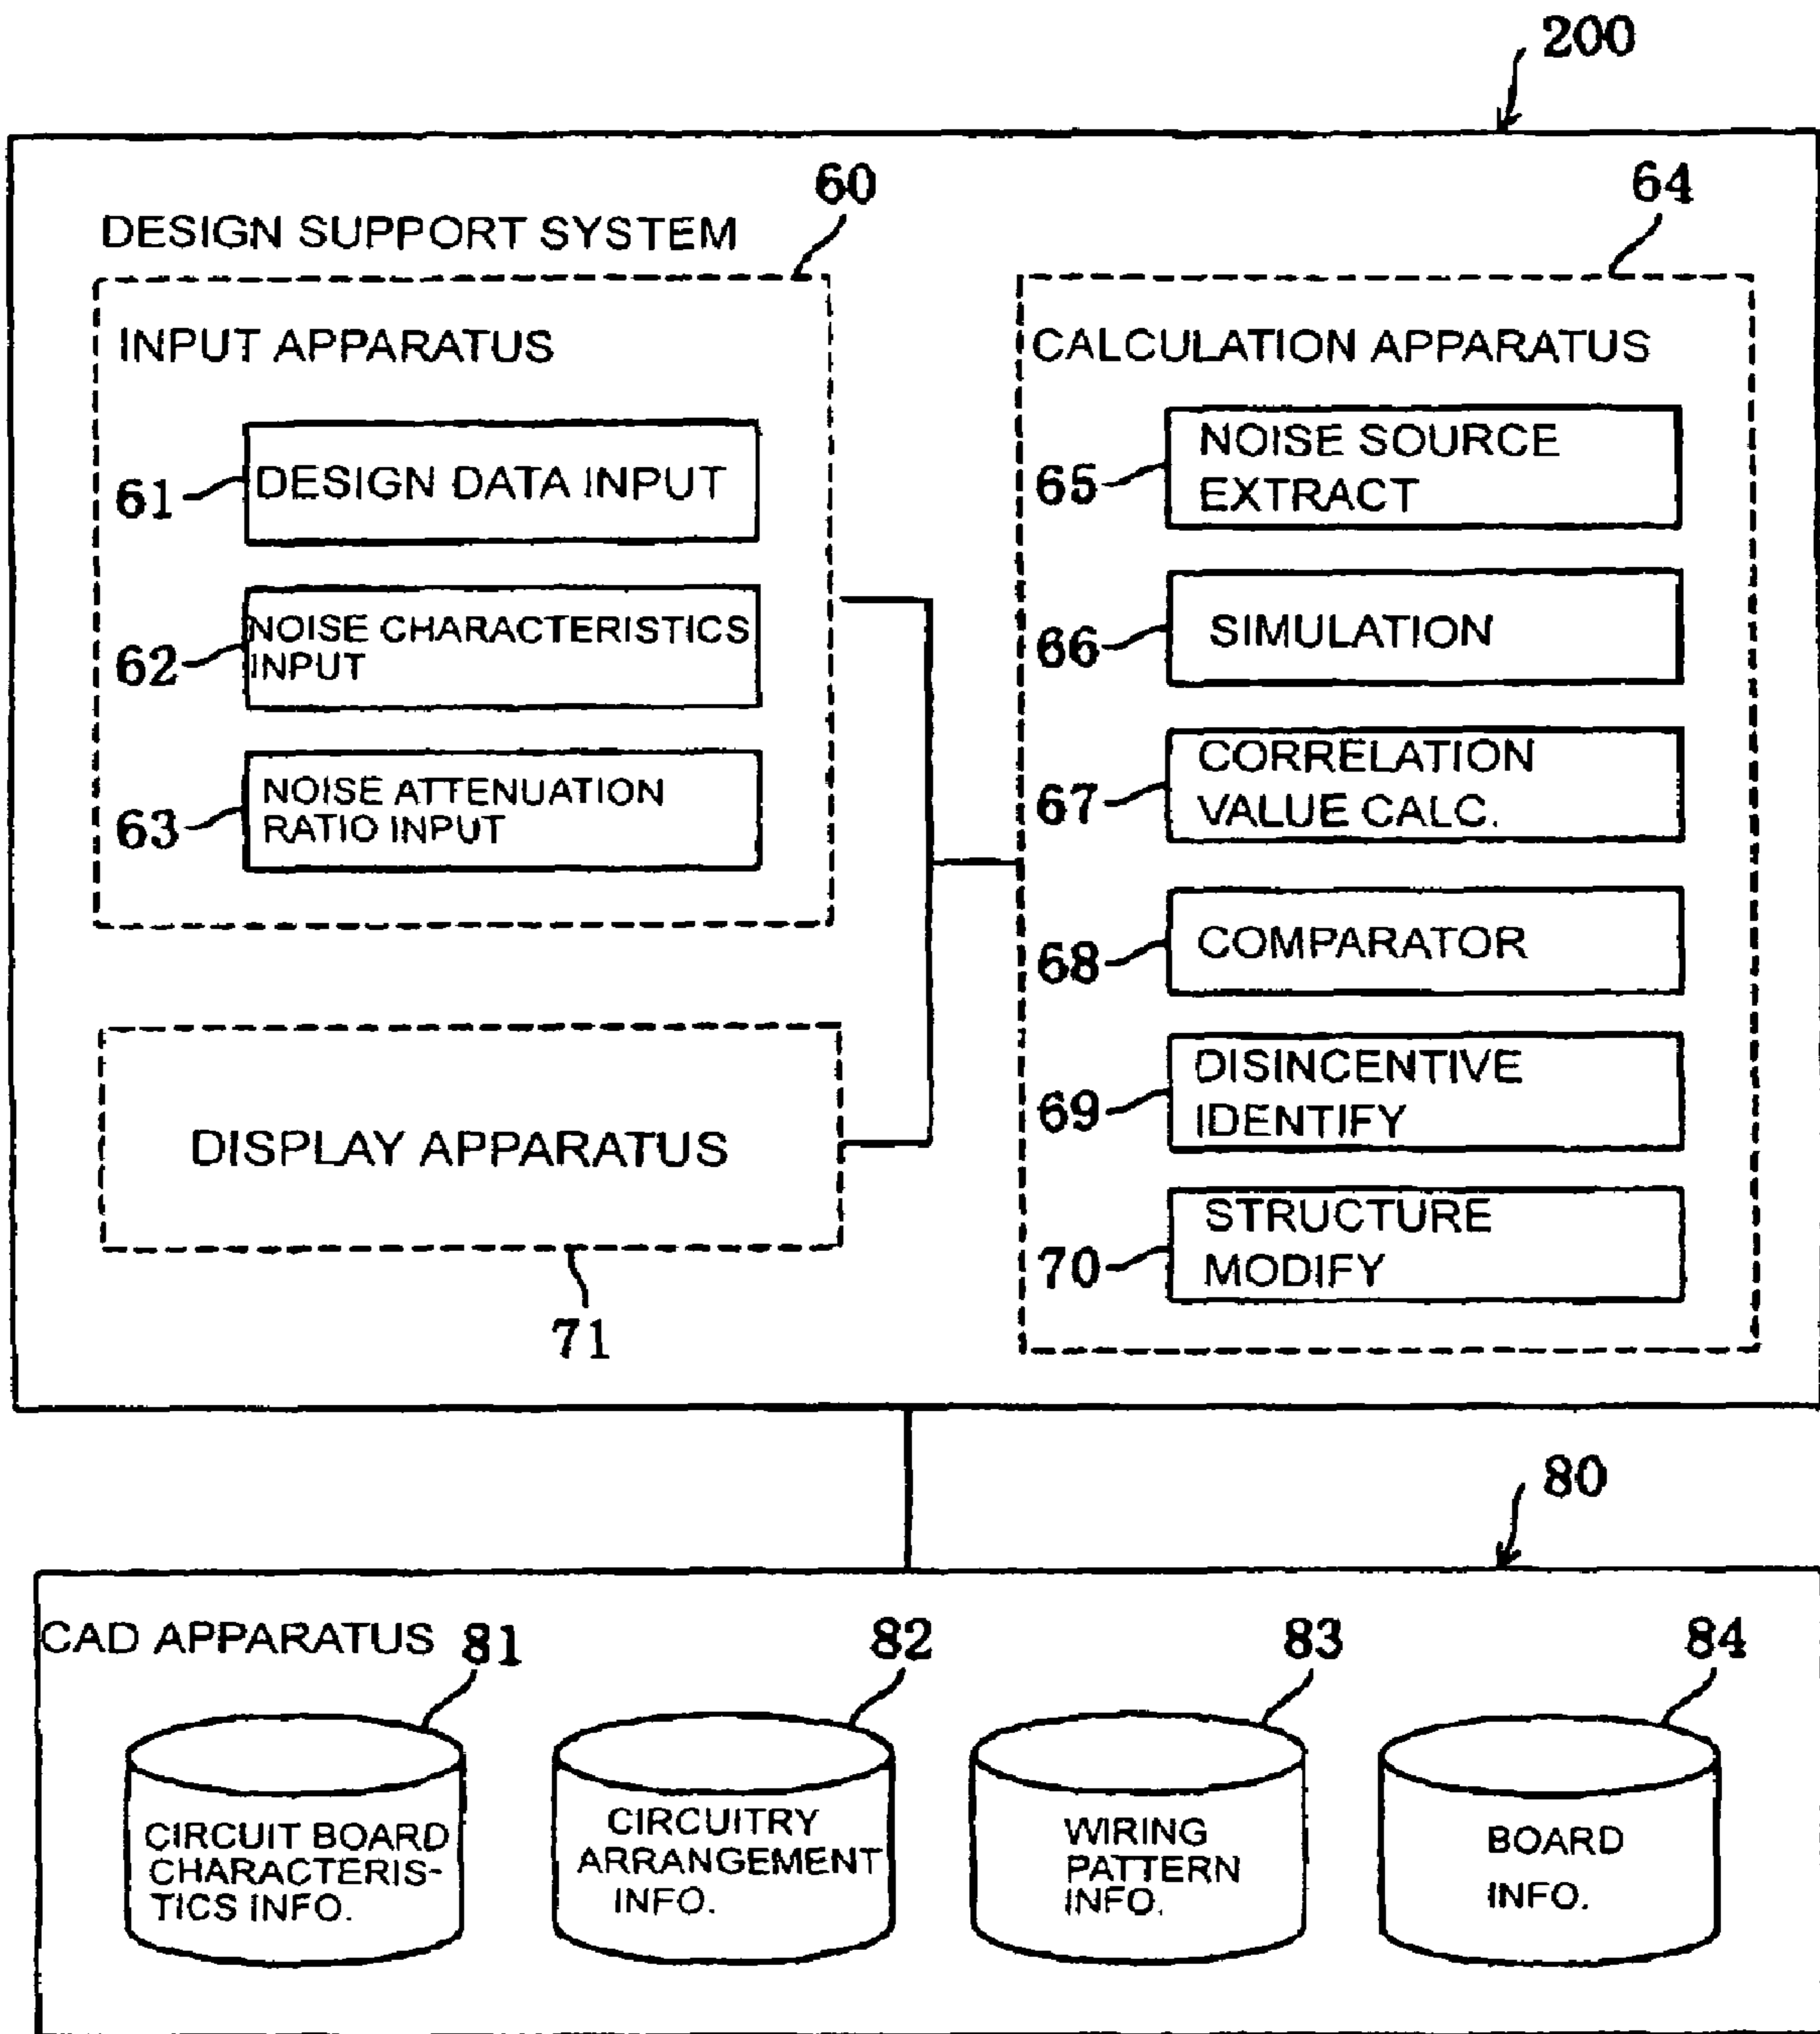 200
60
64
DESIGN SUPPORT SYSTEM
INPUT APPARATUS
61
DESIGN DATA INPUT
62
NOISE CHARACTERISTICS
INPUT
63
NOISE ATTENUATION
RATIO INPUT
DISPLAY APPARATUS
71
CALCULATION APPARATUS
65
NOISE SOURCE
EXTRACT
66
SIMULATION
67
CORRELATION
VALUE CALC.
68
COMPARATOR
69
DISINCENTIVE
IDENTIFY
70
STRUCTURE
MODIFY
80
CAD APPARATUS
81
82
83
84
CIRCUIT BOARD
CHARACTERIS-
TICS INFO.
CIRCUITRY
ARRANGEMENT
INFO.
WIRING
PATTERN
INFO.
BOARD
INFO.